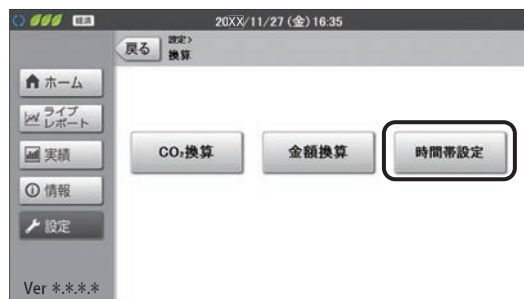 経済
20XX/11/27(金)16:35
戻る
設定>
換算
ホーム
ライブ
レポート
実績
情報
設定
CO₂換算
金額換算
時間帯設定
Ver *.*.*.*